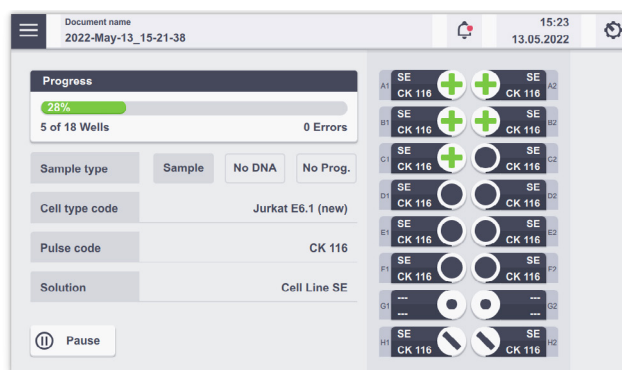 Document name
2022-May-13_15-21-38
15:23
13.05.2022
Progress
28%
5 of 18 Wells 0 Errors
Sample type Sample No DNA No Prog.
Cell type code Jurkat E6.1 (new)
Pulse code CK 116
Solution Cell Line SE
Pause
A1 SE CK 116 SE CK 116 A2
B1 SE CK 116 SE CK 116 B2
C1 SE CK 116 SE CK 116 C2
D1 SE CK 116 SE CK 116 D2
E1 SE CK 116 SE CK 116 E2
F1 SE CK 116 SE CK 116 F2
G1 --- --- --- --- G2
H1 SE CK 116 SE CK 116 H2